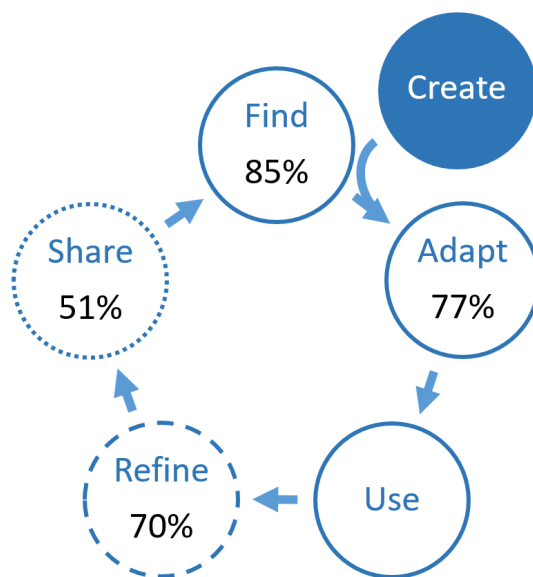 Create
Find
85%
Adapt
77%
Use
Refine
70%
Share
51%